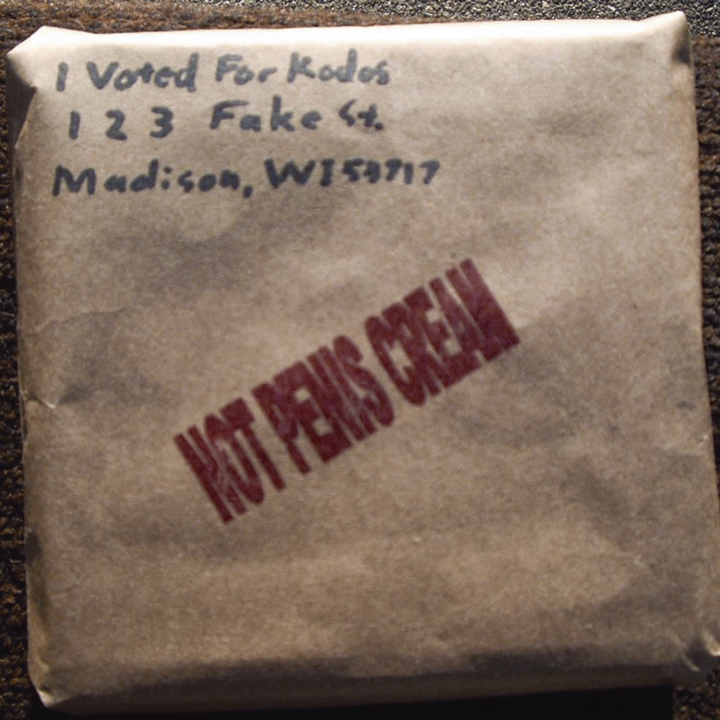 I Voted For Kodos
1 2 3 Fake St.
Madison, WI 53717
NOT PENIS CREAM